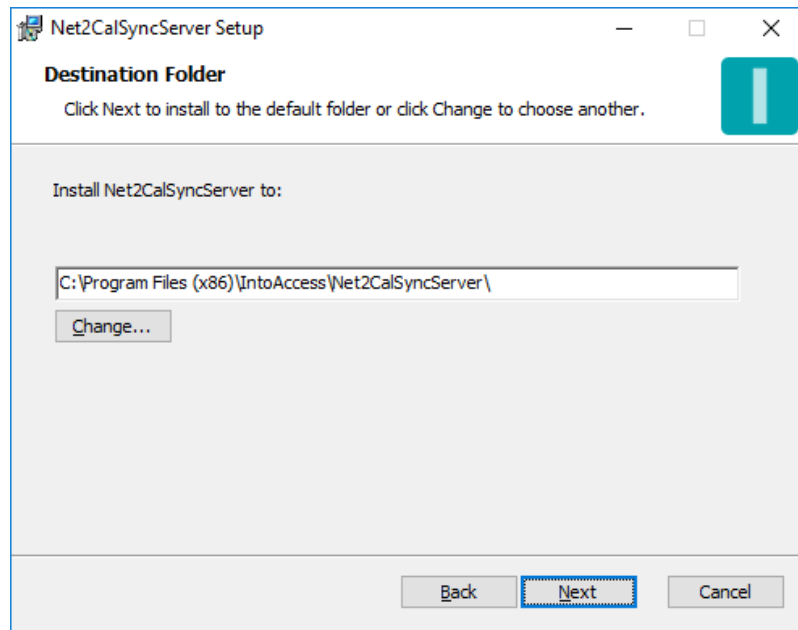 Net2CalSyncServer Setup
Destination Folder
Click Next to install to the default folder or click Change to choose another.
Install Net2CalSyncServer to:
C:\Program Files (x86)\IntoAccess\Net2CalSyncServer\
Change...
Back Next Cancel